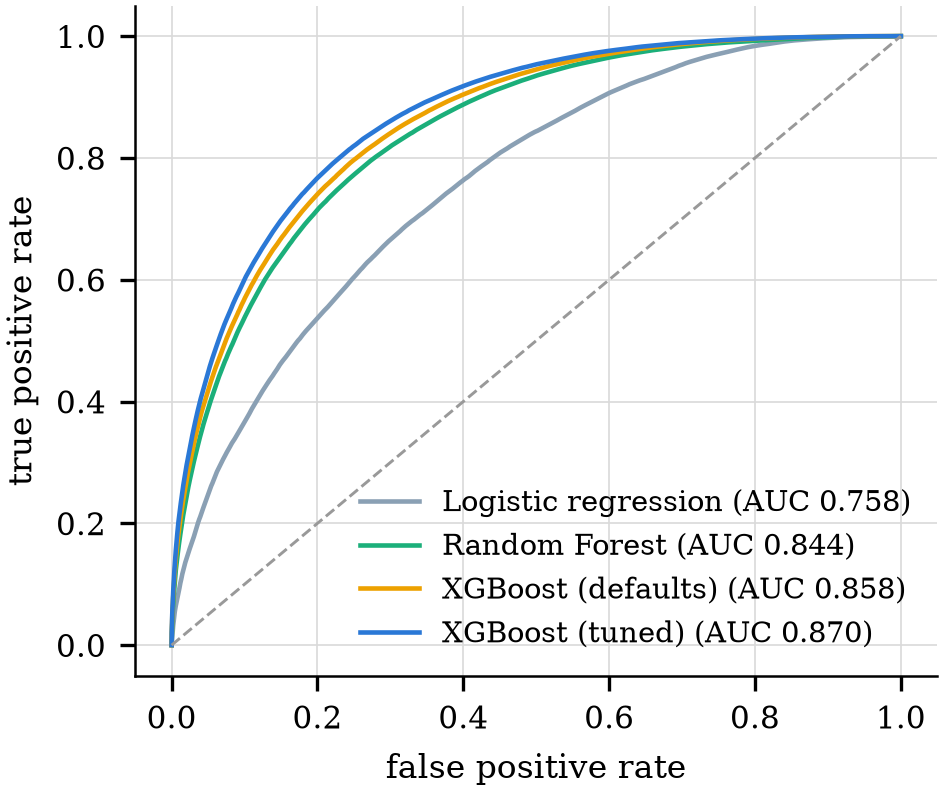 1.0
0.8
0.6
0.4
0.2
0.0
true positive rate
Logistic regression (AUC 0.758)
Random Forest (AUC 0.844)
XGBoost (defaults) (AUC 0.858)
XGBoost (tuned) (AUC 0.870)
0.0 0.2 0.4 0.6 0.8 1.0
false positive rate